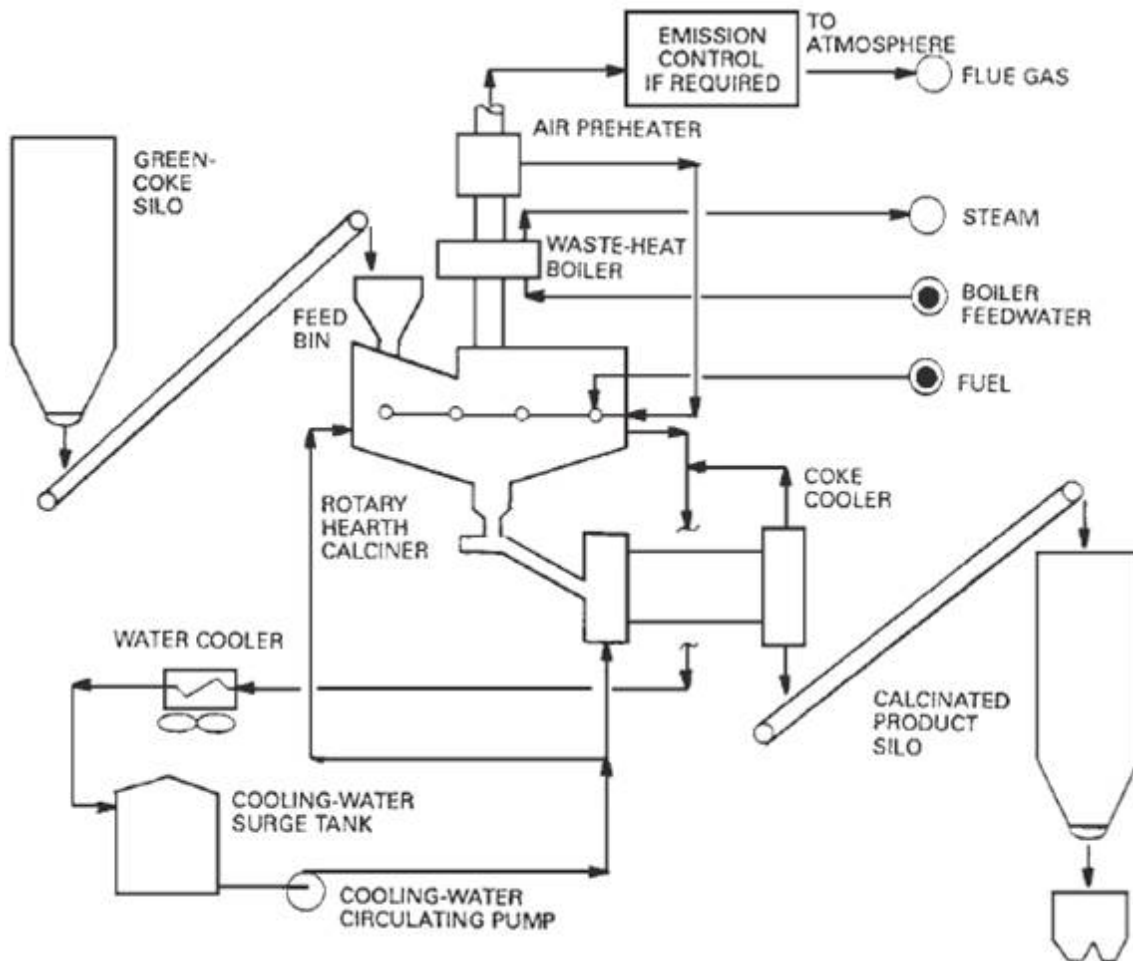 EMISSION
CONTROL
IF REQUIRED
TO
ATMOSPHERE
FLUE GAS
AIR PREHEATER
GREEN-
COKE
SILO
STEAM
WASTE-HEAT
BOILER
BOILER
FEEDWATER
FEED
BIN
FUEL
ROTARY
HEARTH
CALCINER
COKE
COOLER
WATER COOLER
CALCINATED
PRODUCT
SILO
COOLING-WATER
SURGE TANK
COOLING-WATER
CIRCULATING PUMP